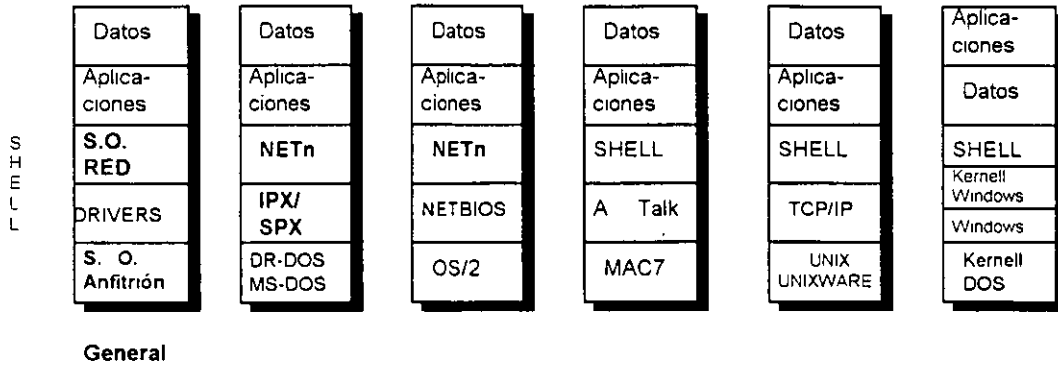 SHELL
Datos
Aplica-
ciones
S.O.
RED
DRIVERS
S. O.
Anfitrión
General
Datos
Aplica-
ciones
NETn
IPX/
SPX
DR-DOS
MS-DOS
Datos
Aplica-
ciones
NETn
NETBIOS
OS/2
Datos
Aplica-
ciones
SHELL
A Talk
MAC7
Datos
Aplica-
ciones
SHELL
TCP/IP
UNIX
UNIXWARE
Aplica-
ciones
Datos
SHELL
Kernell
Windows
Windows
Kernell
DOS